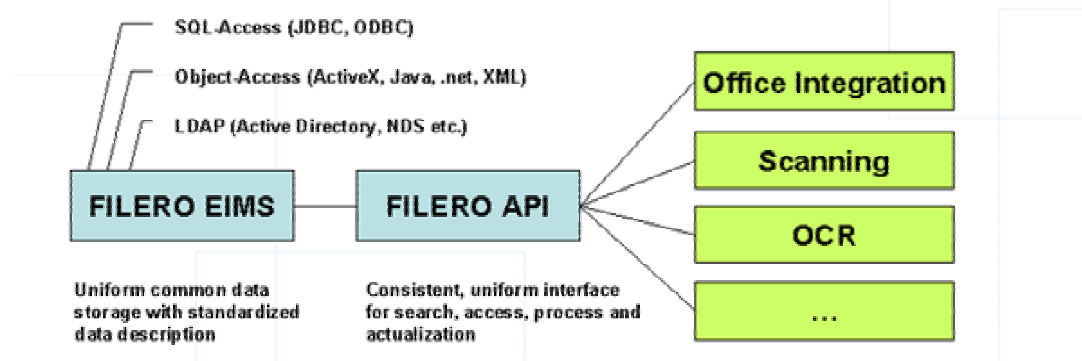 SQL-Access (JDBC, ODBC)
Object-Access (ActiveX, Java, .net, XML)
LDAP (Active Directory, NDS etc.)
FILERO EIMS
FILERO API
Office Integration
Scanning
OCR
...
Uniform common data
storage with standardized
data description
Consistent, uniform interface
for search, access, process and
actualization